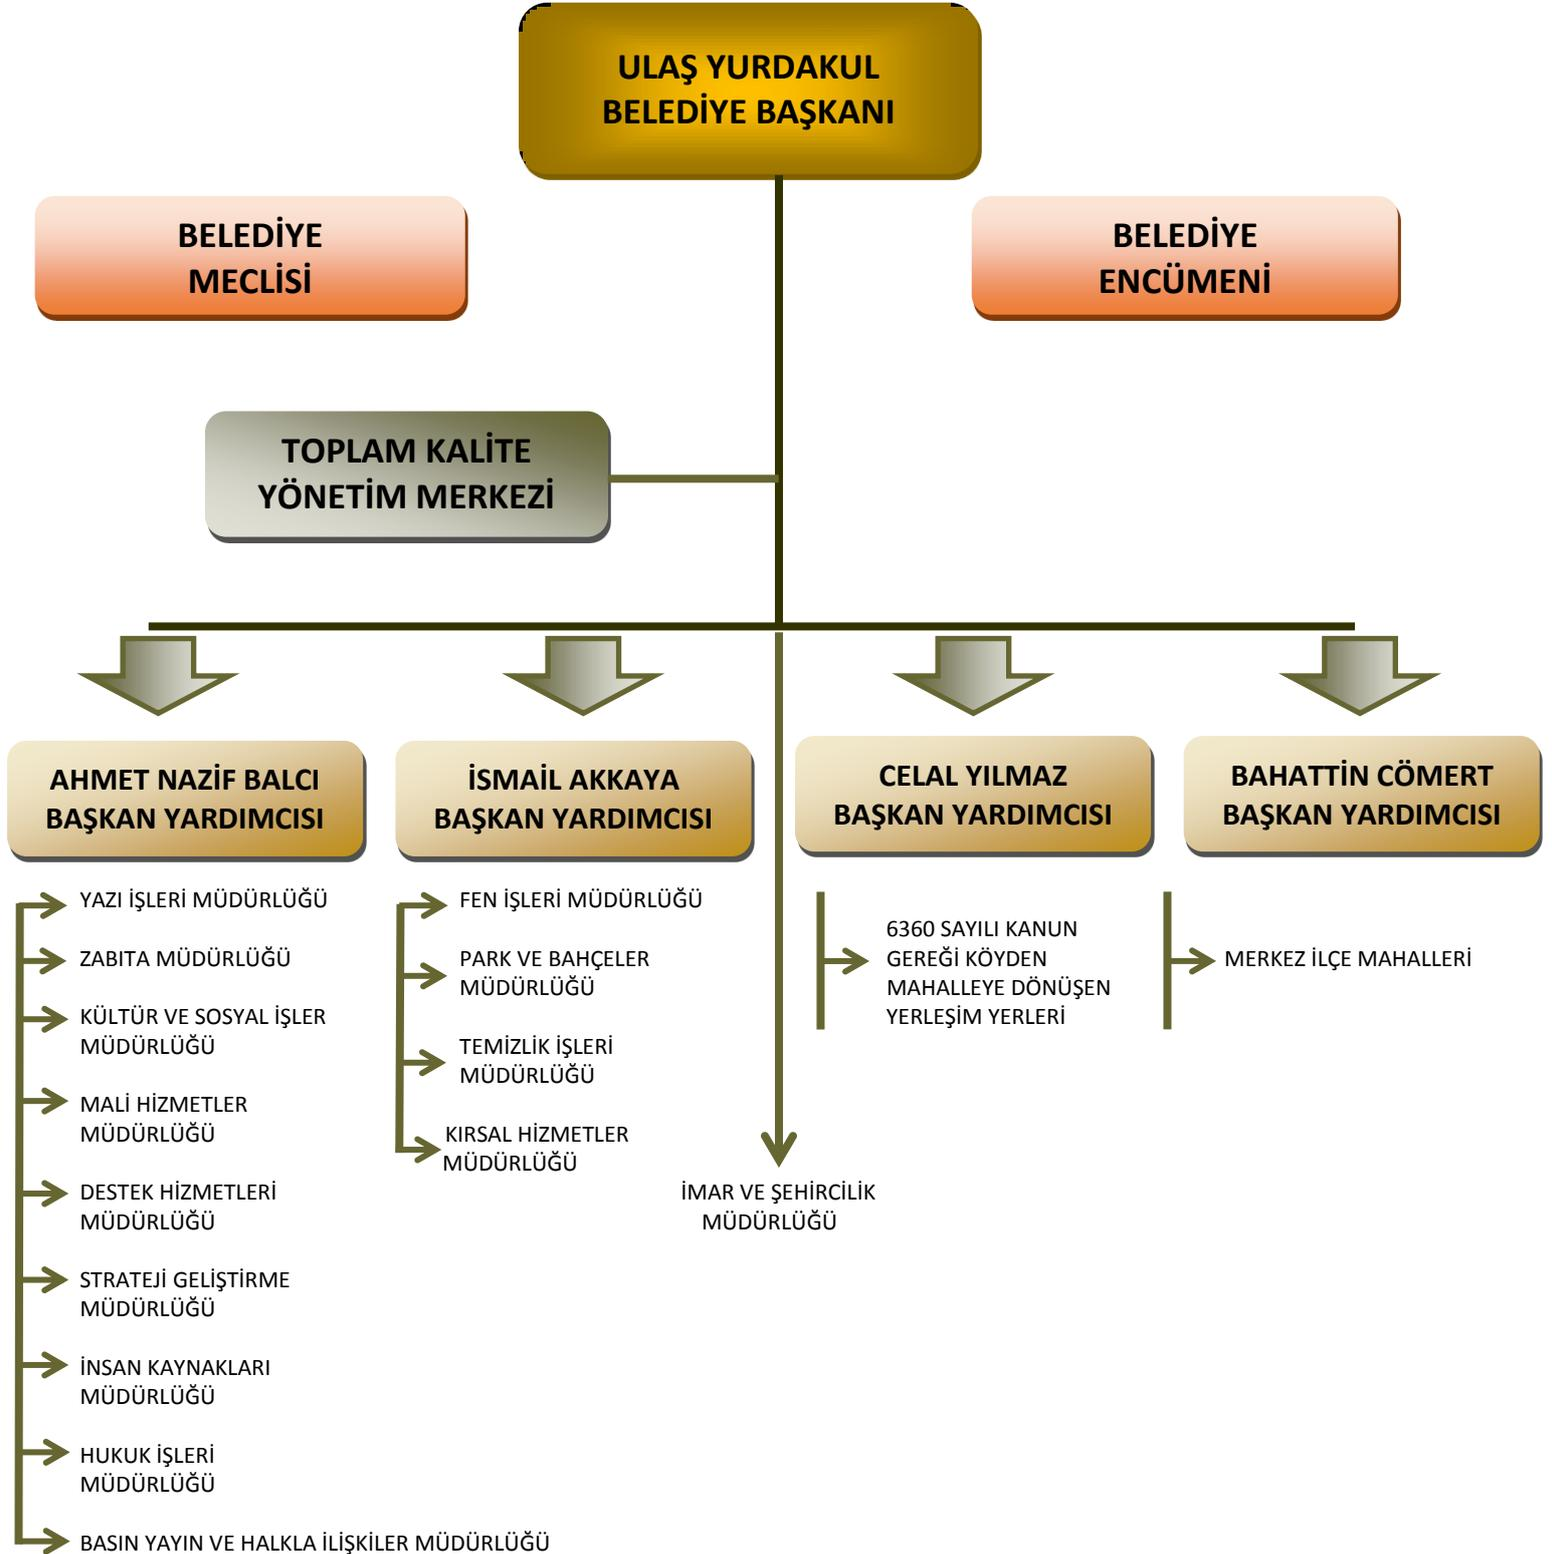 ULAŞ YURDAKUL
BELEDİYE BAŞKANI
BELEDİYE
MECLİSİ
BELEDİYE
ENCÜMENİ
TOPLAM KALİTE
YÖNETİM MERKEZİ
AHMET NAZİF BALCI
BAŞKAN YARDIMCISI
YAZI İŞLERİ MÜDÜRLÜĞÜ
ZABITA MÜDÜRLÜĞÜ
KÜLTÜR VE SOSYAL İŞLER
MÜDÜRLÜĞÜ
MALİ HİZMETLER
MÜDÜRLÜĞÜ
DESTEK HİZMETLERİ
MÜDÜRLÜĞÜ
STRATEJİ GELİŞTİRME
MÜDÜRLÜĞÜ
İNSAN KAYNAKLARI
MÜDÜRLÜĞÜ
HUKUK İŞLERİ
MÜDÜRLÜĞÜ
BASIN YAYIN VE HALKLA İLİŞKİLER MÜDÜRLÜĞÜ
İSMAİL AKKAYA
BAŞKAN YARDIMCISI
FEN İŞLERİ MÜDÜRLÜĞÜ
PARK VE BAHÇELER
MÜDÜRLÜĞÜ
TEMİZLİK İŞLERİ
MÜDÜRLÜĞÜ
KIRSAL HİZMETLER
MÜDÜRLÜĞÜ
İMAR VE ŞEHİRCİLİK
MÜDÜRLÜĞÜ
CELAL YILMAZ
BAŞKAN YARDIMCISI
6360 SAYILI KANUN
GEREĞİ KÖYDEN
MAHALLEYE DÖNÜŞEN
YERLEŞİM YERLERİ
BAHATTİN CÖMERT
BAŞKAN YARDIMCISI
MERKEZ İLÇE MAHALLERİ